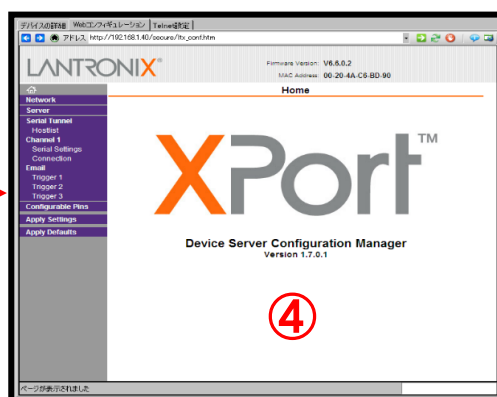 デバイスの詳細 Webコンフィギュレーション Telnet設定
アドレス http://192.168.1.40/secure/ltx_conf.htm
LANTRONIX®
Firmware Version: V6.6.0.2
MAC Address: 00-20-4A-C6-BD-90
Home
Network
Server
Serial Tunnel
Hostlist
Channel 1
Serial Settings
Connection
Email
Trigger 1
Trigger 2
Trigger 3
Configurable Pins
Apply Settings
Apply Defaults
XPort™
Device Server Configuration Manager
Version 1.7.0.1
④
ページが表示されました